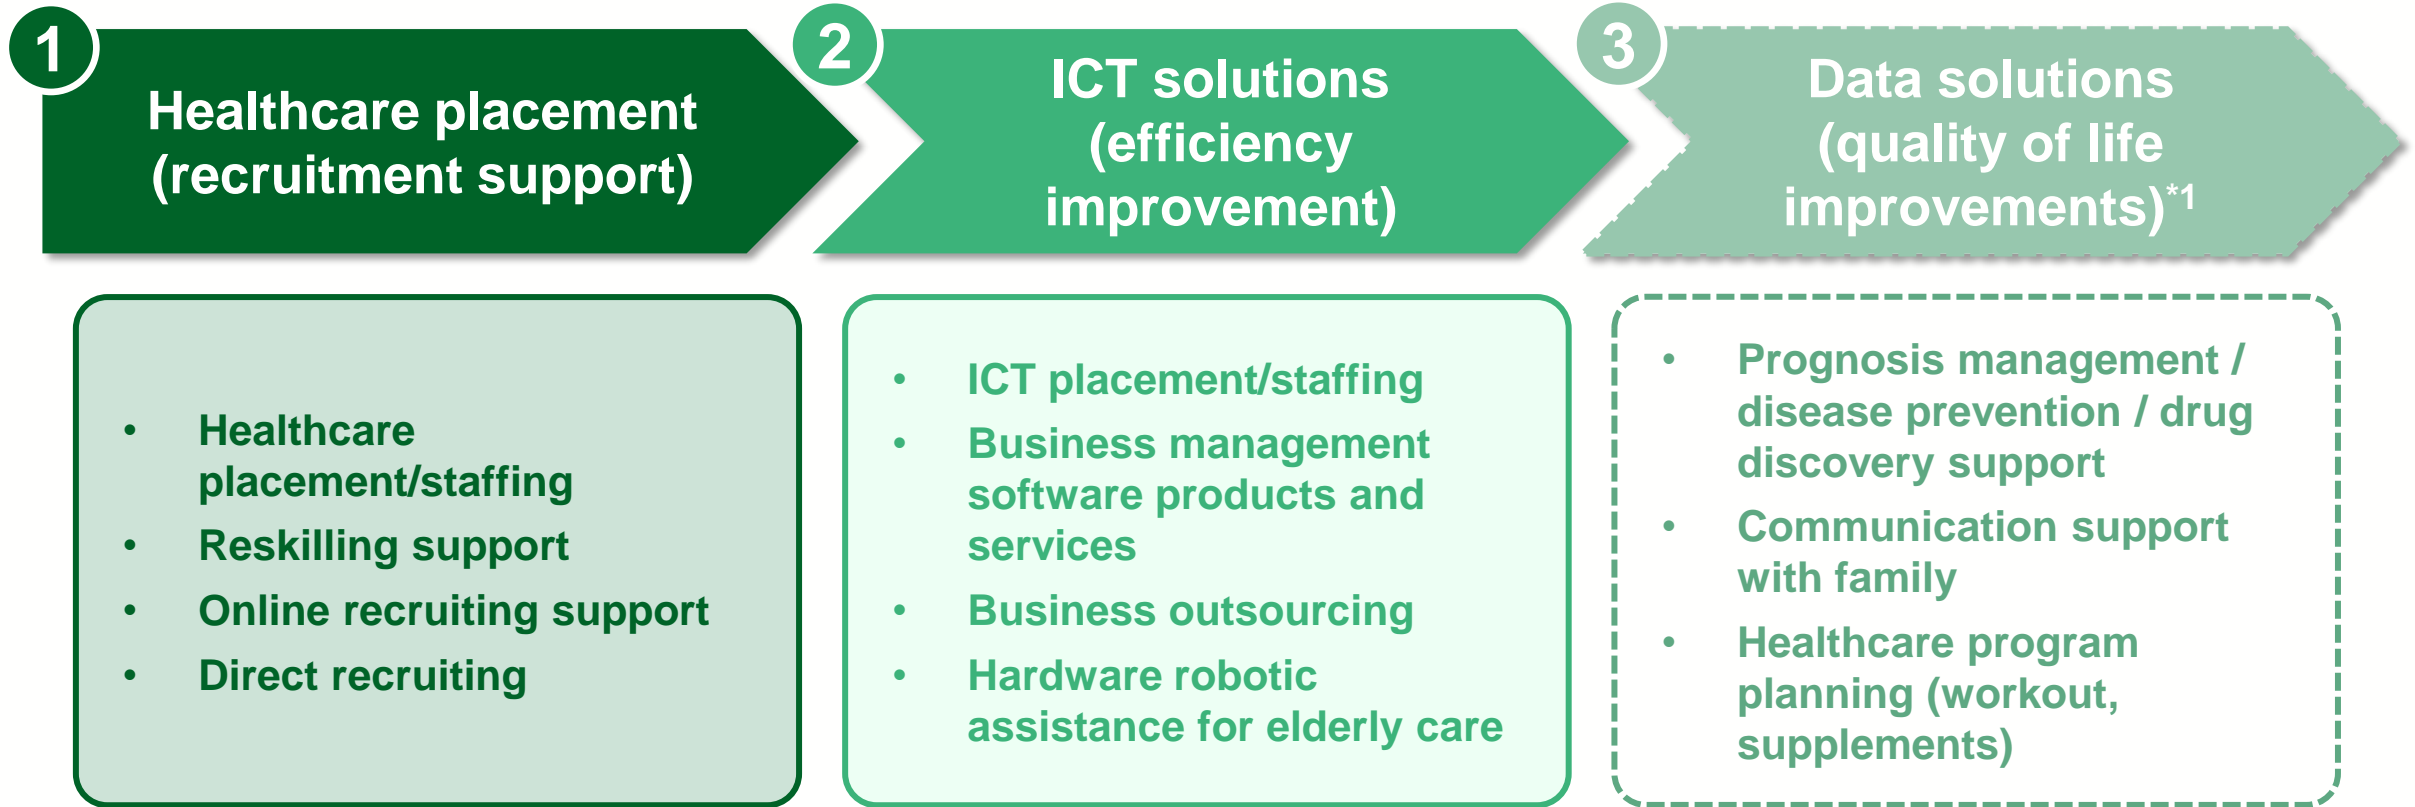 1
Healthcare placement
(recruitment support)
• Healthcare
placement/staffing
• Reskilling support
• Online recruiting support
• Direct recruiting
2
ICT solutions
(efficiency
improvement)
• ICT placement/staffing
• Business management
software products and
services
• Business outsourcing
• Hardware robotic
assistance for elderly care
3
Data solutions
(quality of life
improvements)*1
• Prognosis management /
disease prevention / drug
discovery support
• Communication support
with family
• Healthcare program
planning (workout,
supplements)